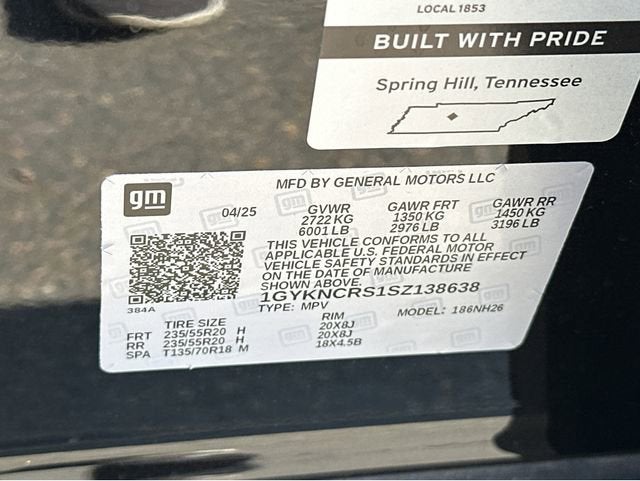 LOCAL 1853
BUILT WITH PRIDE
Spring Hill, Tennessee
gm
MFD BY GENERAL MOTORS LLC
04/25 GVWR GAWR FRT GAWR RR
2722 KG 1350 KG 1450 KG
6001 LB 2976 LB 3196 LB
THIS VEHICLE CONFORMS TO ALL
APPLICABLE U.S. FEDERAL MOTOR
VEHICLE SAFETY STANDARDS IN EFFECT
ON THE DATE OF MANUFACTURE
SHOWN ABOVE.
384A
1GYKNCRS1SZ138638
TYPE: MPV MODEL: 186NH26
TIRE SIZE RIM
FRT 235/55R20 H 20X8J
RR 235/55R20 H 20X8J
SPA T135/70R18 M 18X4.5B